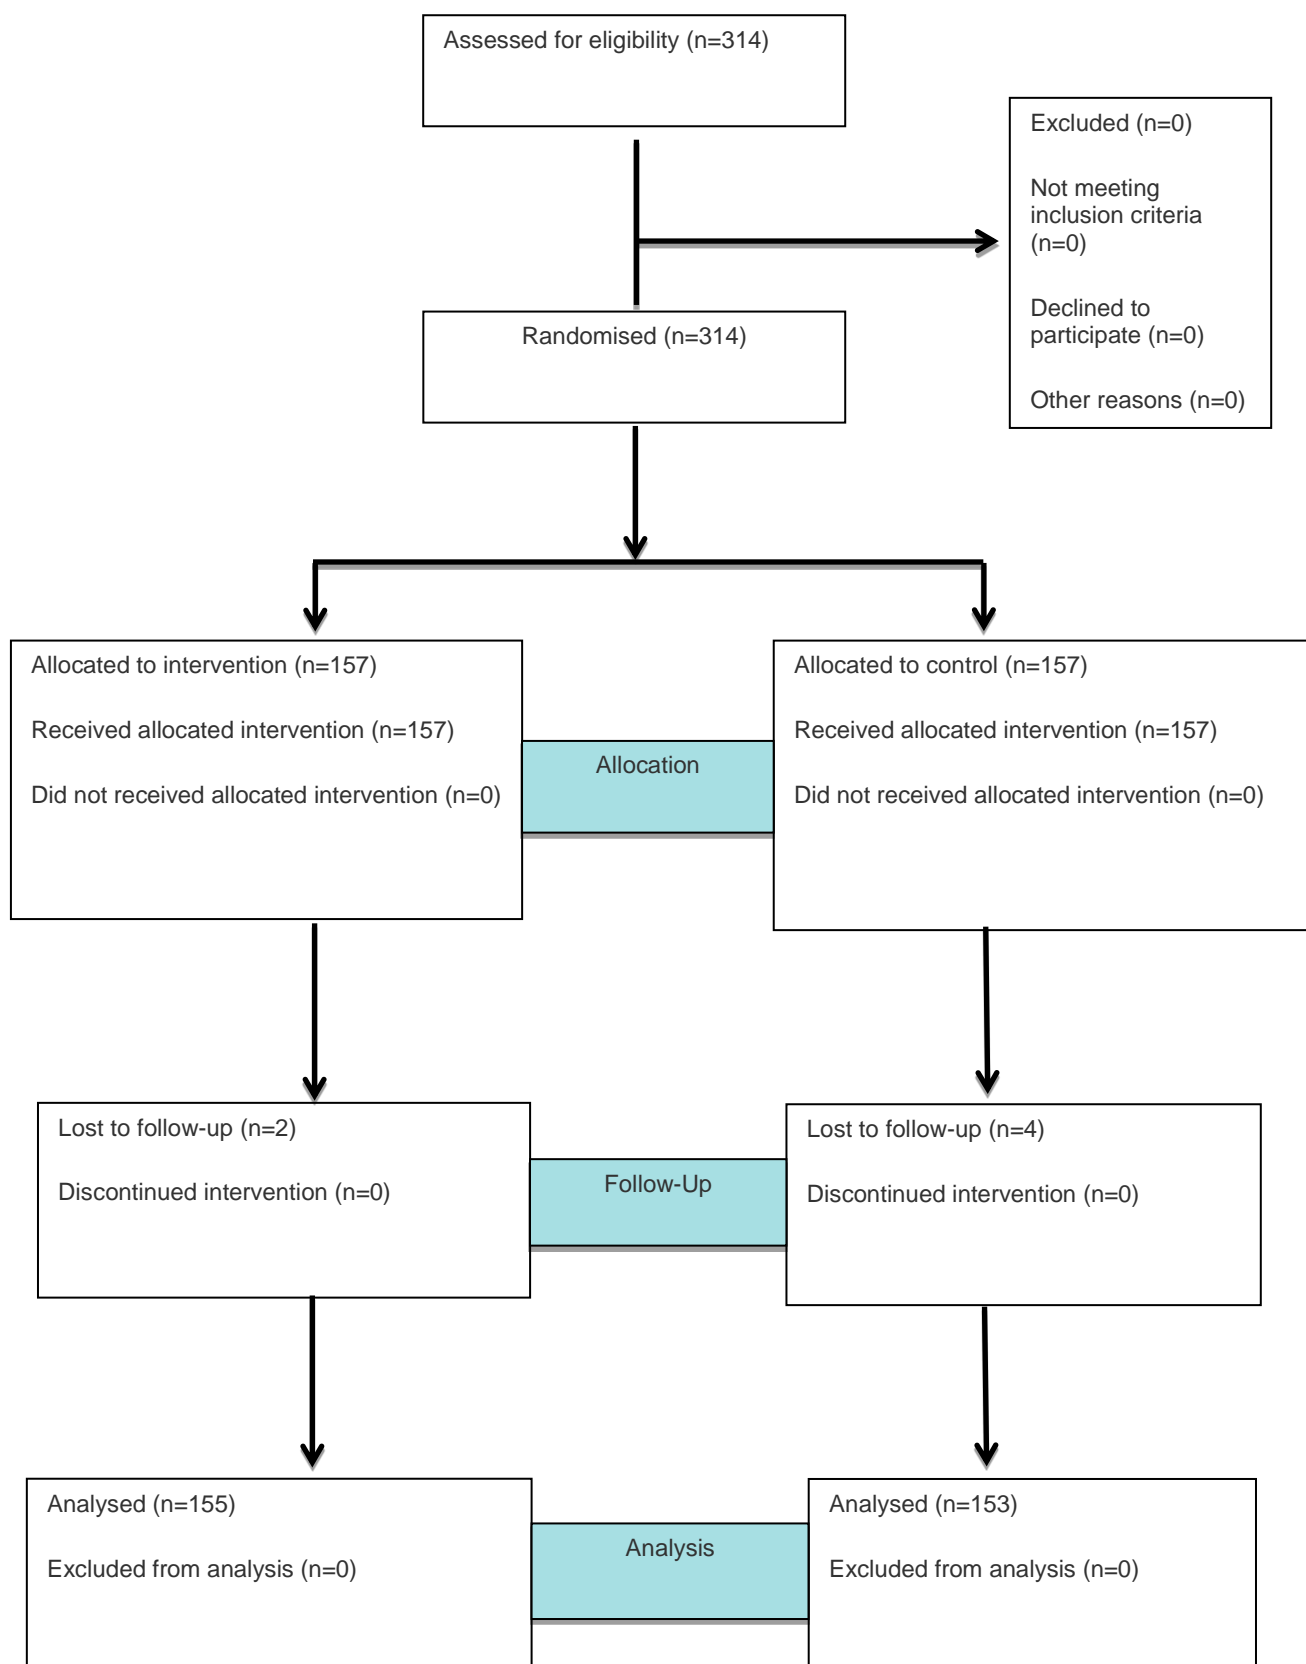 Assessed for eligibility (n=314)
Excluded (n=0)
Not meeting
inclusion criteria
(n=0)
Declined to
participate (n=0)
Other reasons (n=0)
Randomised (n=314)
Allocated to intervention (n=157)
Received allocated intervention (n=157)
Did not received allocated intervention (n=0)
Allocation
Allocated to control (n=157)
Received allocated intervention (n=157)
Did not received allocated intervention (n=0)
Lost to follow-up (n=2)
Discontinued intervention (n=0)
Follow-Up
Lost to follow-up (n=4)
Discontinued intervention (n=0)
Analysed (n=155)
Excluded from analysis (n=0)
Analysis
Analysed (n=153)
Excluded from analysis (n=0)